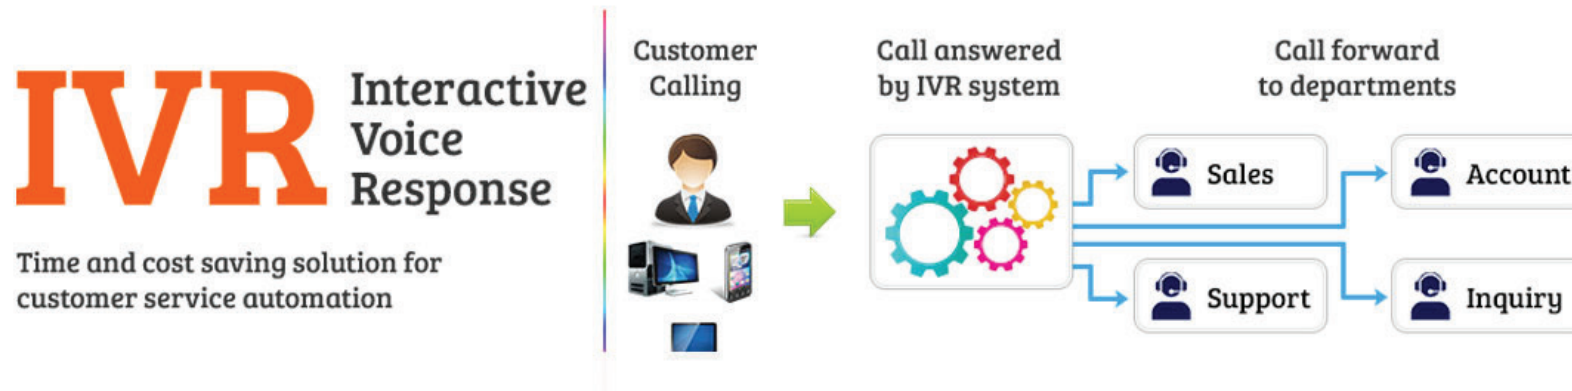 IVR
Interactive
Voice
Response
Time and cost saving solution for
customer service automation
Customer
Calling
Call answered
by IVR system
Call forward
to departments
Sales
Account
Support
Inquiry